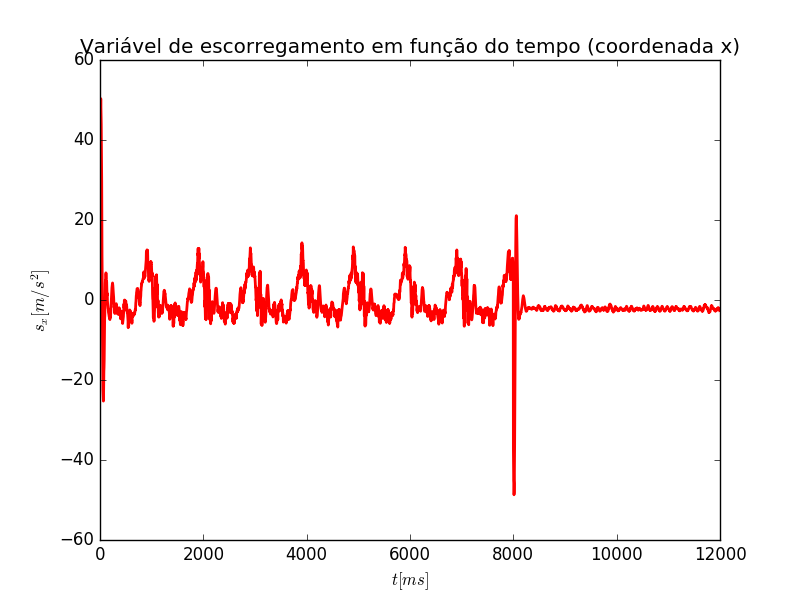 Variável de escorregamento em função do tempo (coordenada x)
60
40
20
0
−20
−40
−60
s_x[m/s^2]
0 2000 4000 6000 8000 10000 12000
t[ms]